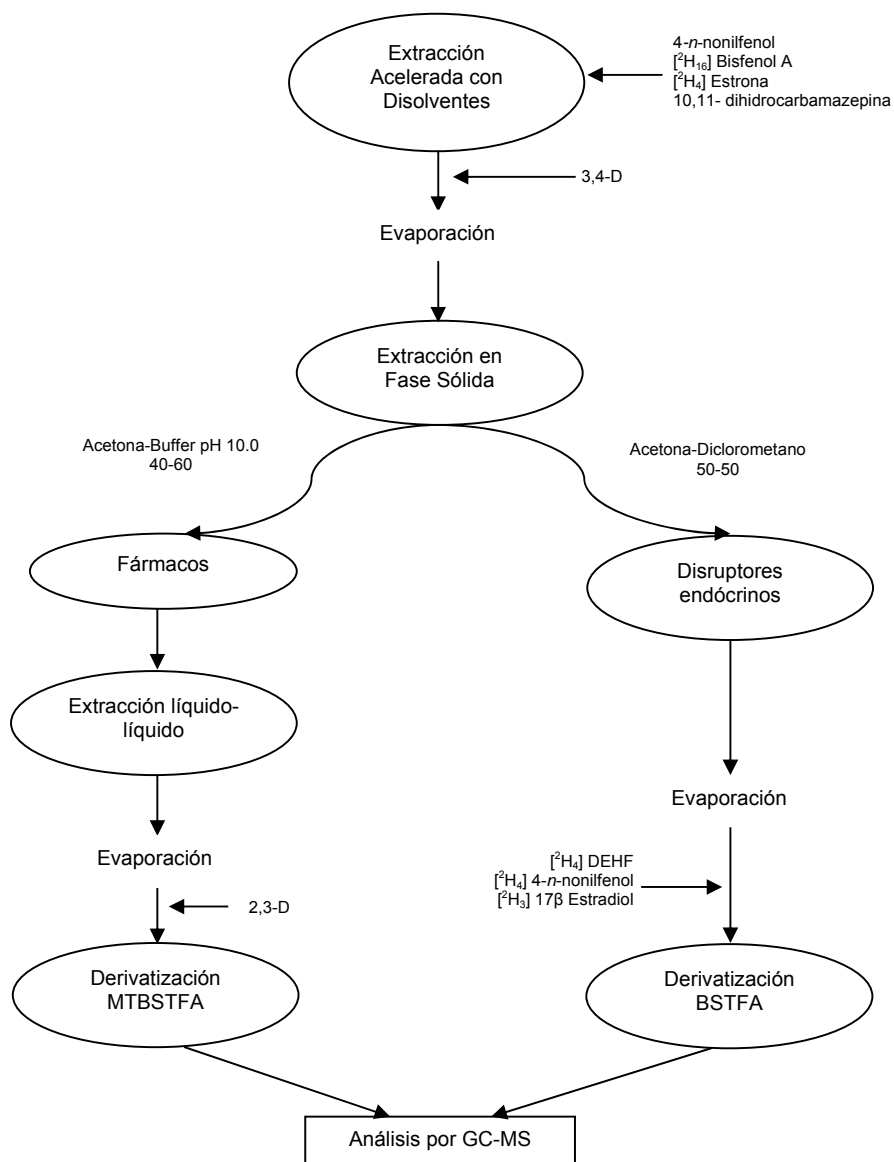 Extracción
Acelerada con
Disolventes
4-n-nonilfenol
[²H₁₆] Bisfenol A
[²H₄] Estrona
10,11- dihidrocarbamazepina
3,4-D
Evaporación
Extracción en
Fase Sólida
Acetona-Buffer pH 10.0
40-60
Acetona-Diclorometano
50-50
Fármacos
Disruptores
endócrinos
Extracción líquido-
líquido
Evaporación
Evaporación
[²H₄] DEHF
[²H₄] 4-n-nonilfenol
[²H₃] 17β Estradiol
2,3-D
Derivatización
MTBSTFA
Derivatización
BSTFA
Análisis por GC-MS